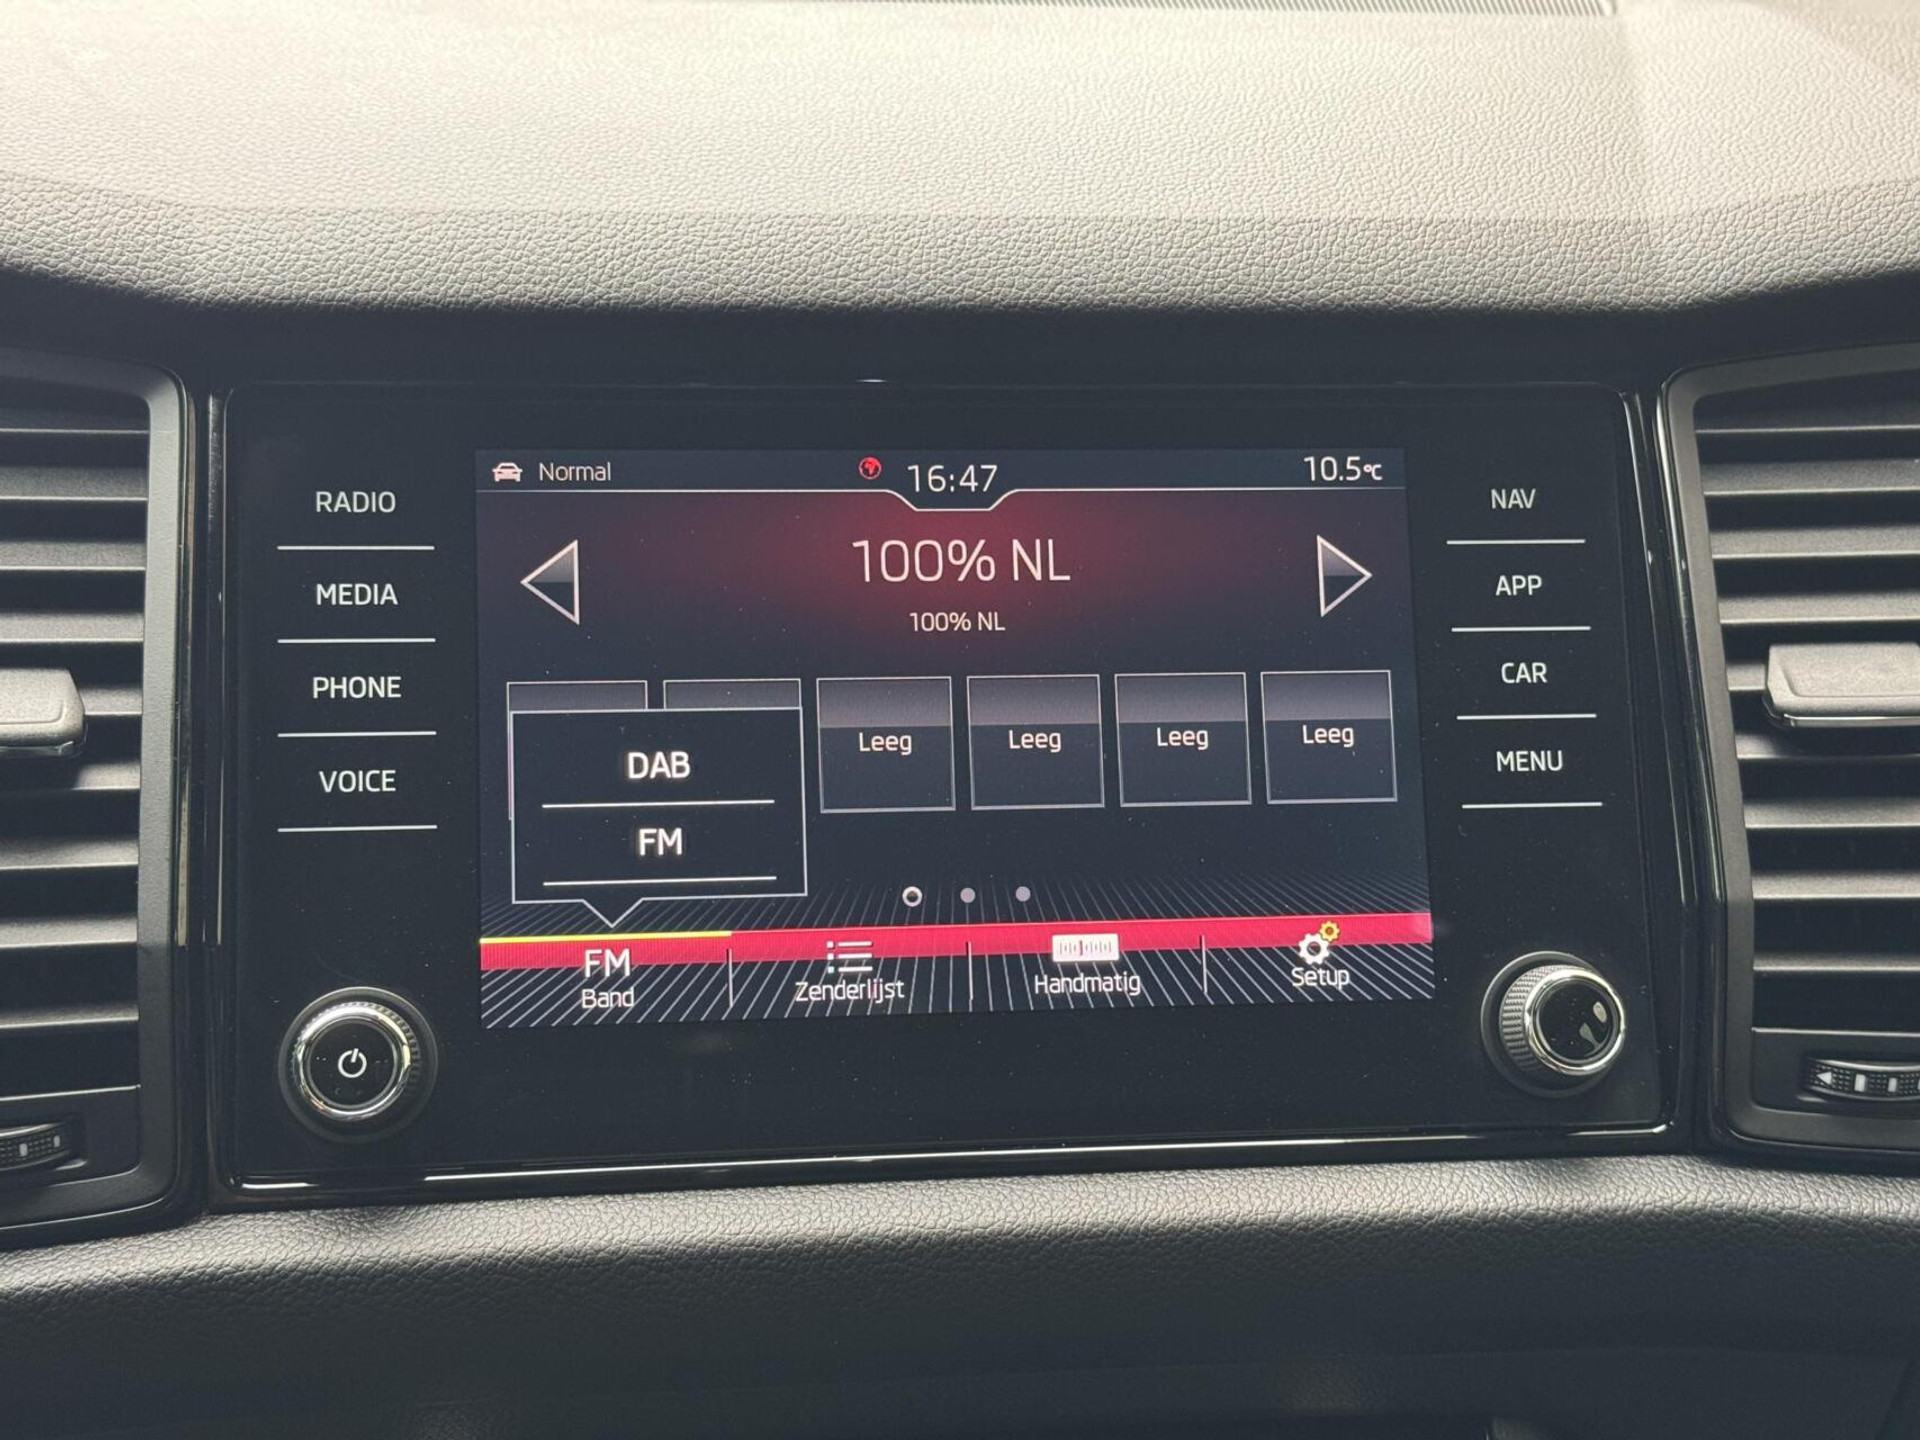 Normal
16:47
10.5°C
RADIO
MEDIA
PHONE
VOICE
100% NL
100% NL
DAB
FM
Leeg
Leeg
Leeg
Leeg
FM
Band
Zenderlijst
Handmatig
Setup
NAV
APP
CAR
MENU